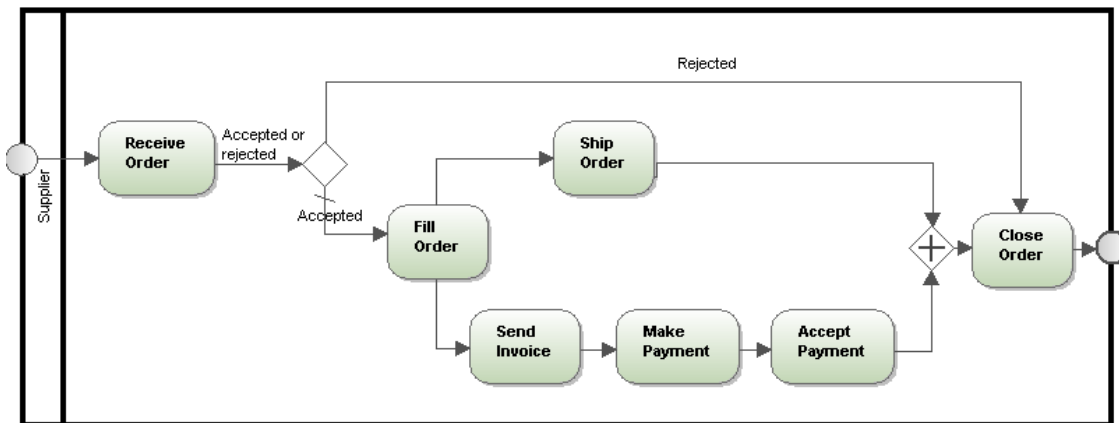 Rejected
Receive
Order
Accepted or
rejected
Ship
Order
Supplier
Accepted
Fill
Order
Close
Order
Send
Invoice
Make
Payment
Accept
Payment